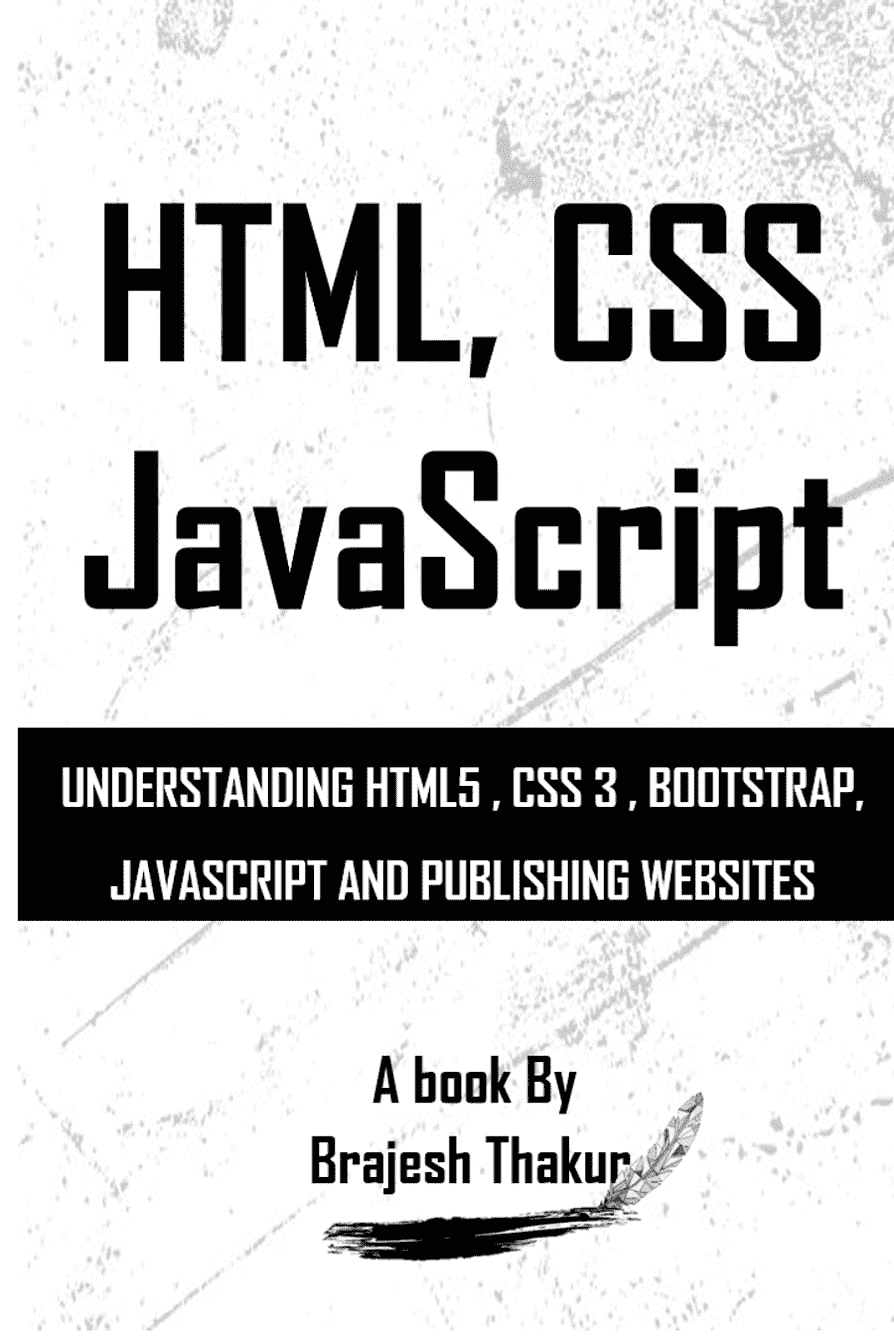 HTML, CSS
JavaScript
UNDERSTANDING HTML5 , CSS 3 , BOOTSTRAP,
JAVASCRIPT AND PUBLISHING WEBSITES
A book By
Brajesh Thakur